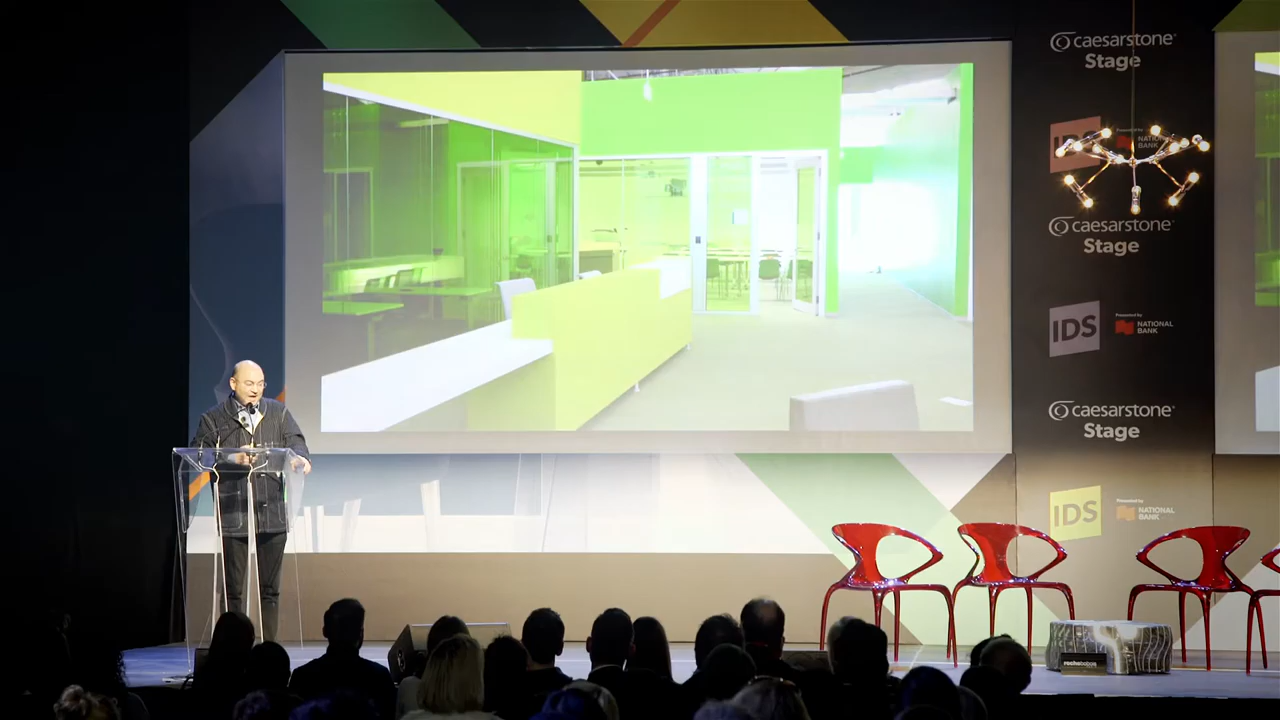 caesarstone
Stage
IDS
Presented by
NATIONAL
BANK
caesarstone
Stage
IDS
Presented by
NATIONAL
BANK
caesarstone
Stage
IDS
Presented by
NATIONAL
BANK
rochebobois